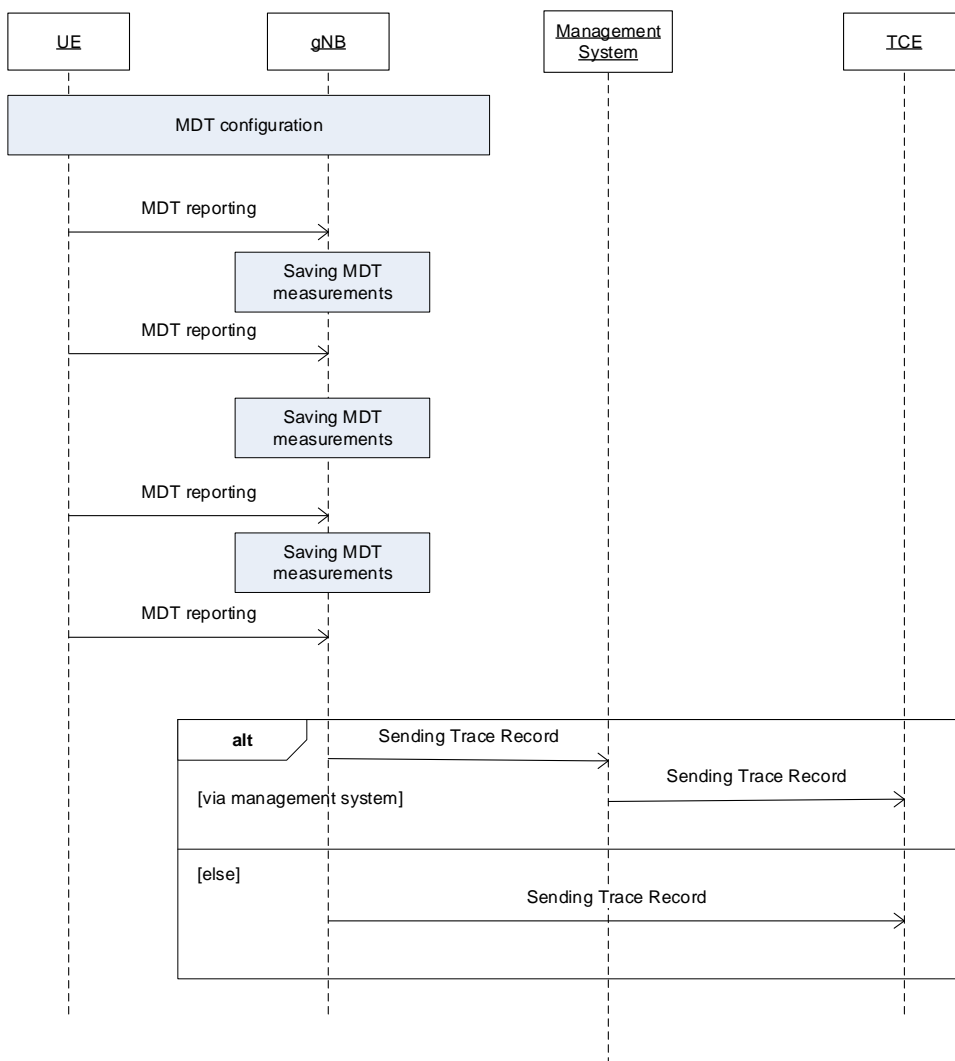 UE
gNB
Management
System
TCE
MDT configuration
MDT reporting
Saving MDT
measurements
MDT reporting
Saving MDT
measurements
MDT reporting
Saving MDT
measurements
MDT reporting
alt
Sending Trace Record
Sending Trace Record
[via management system]
[else]
Sending Trace Record